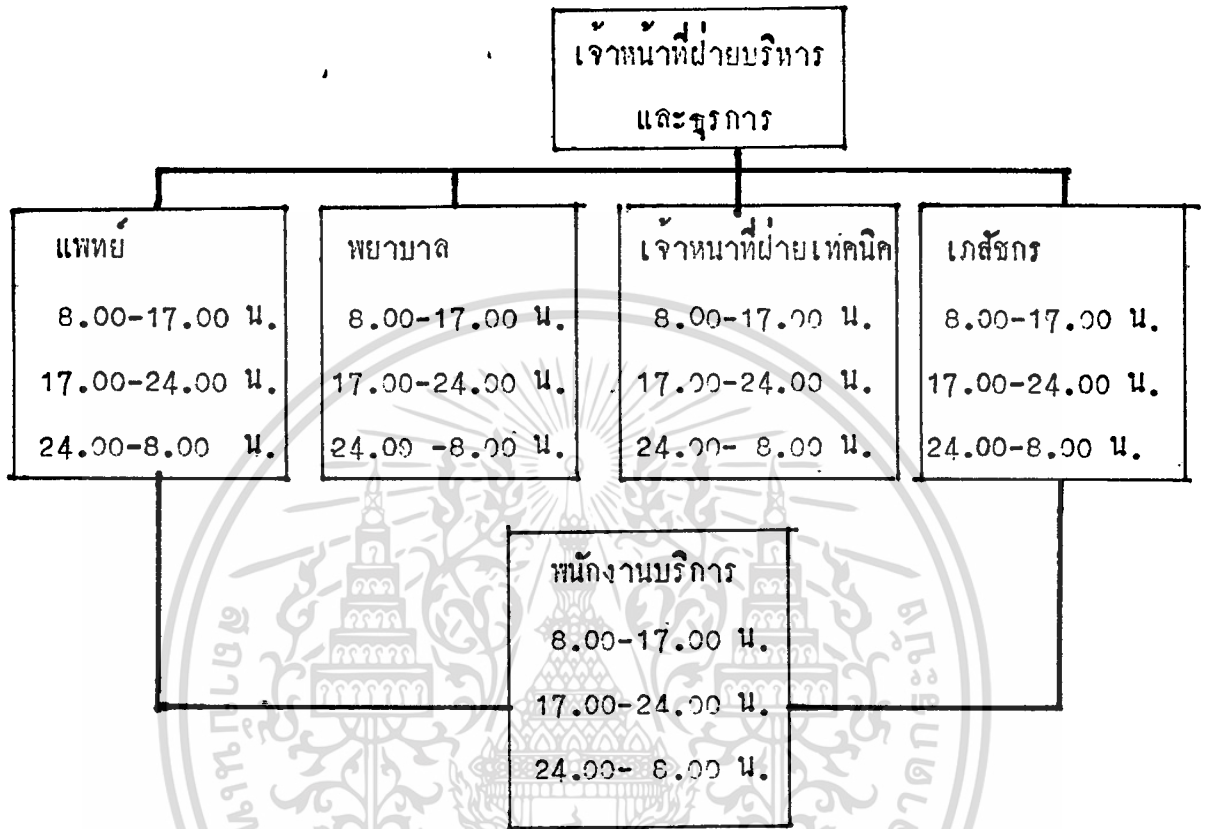 เจ้าหน้าที่ฝ่ายบริหาร
และธุรการ
แพทย์
8.00-17.00 น.
17.00-24.00 น.
24.00-8.00 น.
พยาบาล
8.00-17.00 น.
17.00-24.00 น.
24.00 -8.00 น.
เจ้าหนาที่ฝ่ายเทคนิค
8.00-17.00 น.
17.00-24.00 น.
24.00- 8.00 น.
เภสัชกร
8.00-17.00 น.
17.00-24.00 น.
24.00-8.00 น.
พนักงานบริการ
8.00-17.00 น.
17.00-24.00 น.
24.00- 8.00 น.